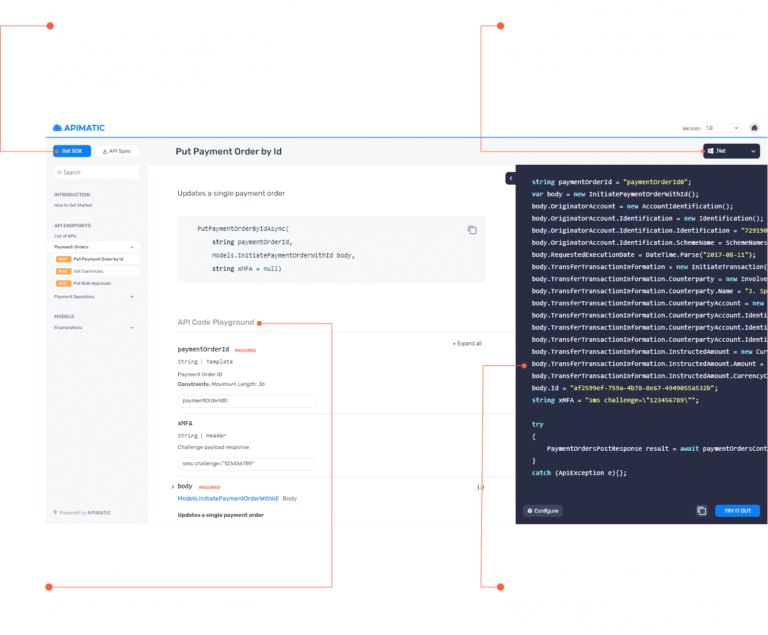 APIMATIC
Version 1.0
Get SDK
API Spec
Put Payment Order by Id
.Net
Search
INTRODUCTION
How to Get Started
API ENDPOINTS
List of APIs
Payment-Orders
POST Put Payment Order by Id
POST Get Currencies
POST Put Bulk Approvals
Payment Operations
MODELS
Enumerations
Powered by APIMATIC
Updates a single payment order
PutPaymentOrderByIdAsync(
string paymentOrderId,
Models.InitiatePaymentOrderWithId body,
string xMFA = null)
API Code Playground
+ Expand all
paymentOrderId REQUIRED
String | Template
Payment Order ID
Constraints: Maximum Length: 36
paymentOrderId0
xMFA
String | Header
Challenge payload response
sms challenge="123456789"
body REQUIRED
{.}
Models.InitiatePaymentOrderWithId Body
Updates a single payment order
string paymentOrderId = "paymentOrderId0";
var body = new InitiatePaymentOrderWithId();
body.OriginatorAccount = new AccountIdentification();
body.OriginatorAccount.Identification = new Identification();
body.OriginatorAccount.Identification.Identification = "729190
body.OriginatorAccount.Identification.SchemeName = SchemeNames
body.RequestedExecutionDate = DateTime.Parse("2017-08-11");
body.TransferTransactionInformation = new InitiateTransaction(
body.TransferTransactionInformation.Counterparty = new Involve
body.TransferTransactionInformation.Counterparty.Name = "J. Sp
body.TransferTransactionInformation.CounterpartyAccount = new
body.TransferTransactionInformation.CounterpartyAccount.Identi
body.TransferTransactionInformation.CounterpartyAccount.Identi
body.TransferTransactionInformation.CounterpartyAccount.Identi
body.TransferTransactionInformation.InstructedAmount = new Cur
body.TransferTransactionInformation.InstructedAmount.Amount =
body.TransferTransactionInformation.InstructedAmount.CurrencyC
body.Id = "af2599ef-759a-4b78-8e67-4949055a532b";
string xMFA = "sms challenge=\"123456789\"";
try
{
PaymentOrdersPostResponse result = await paymentOrdersCont
}
catch (ApiException e){};
Configure
TRY IT OUT